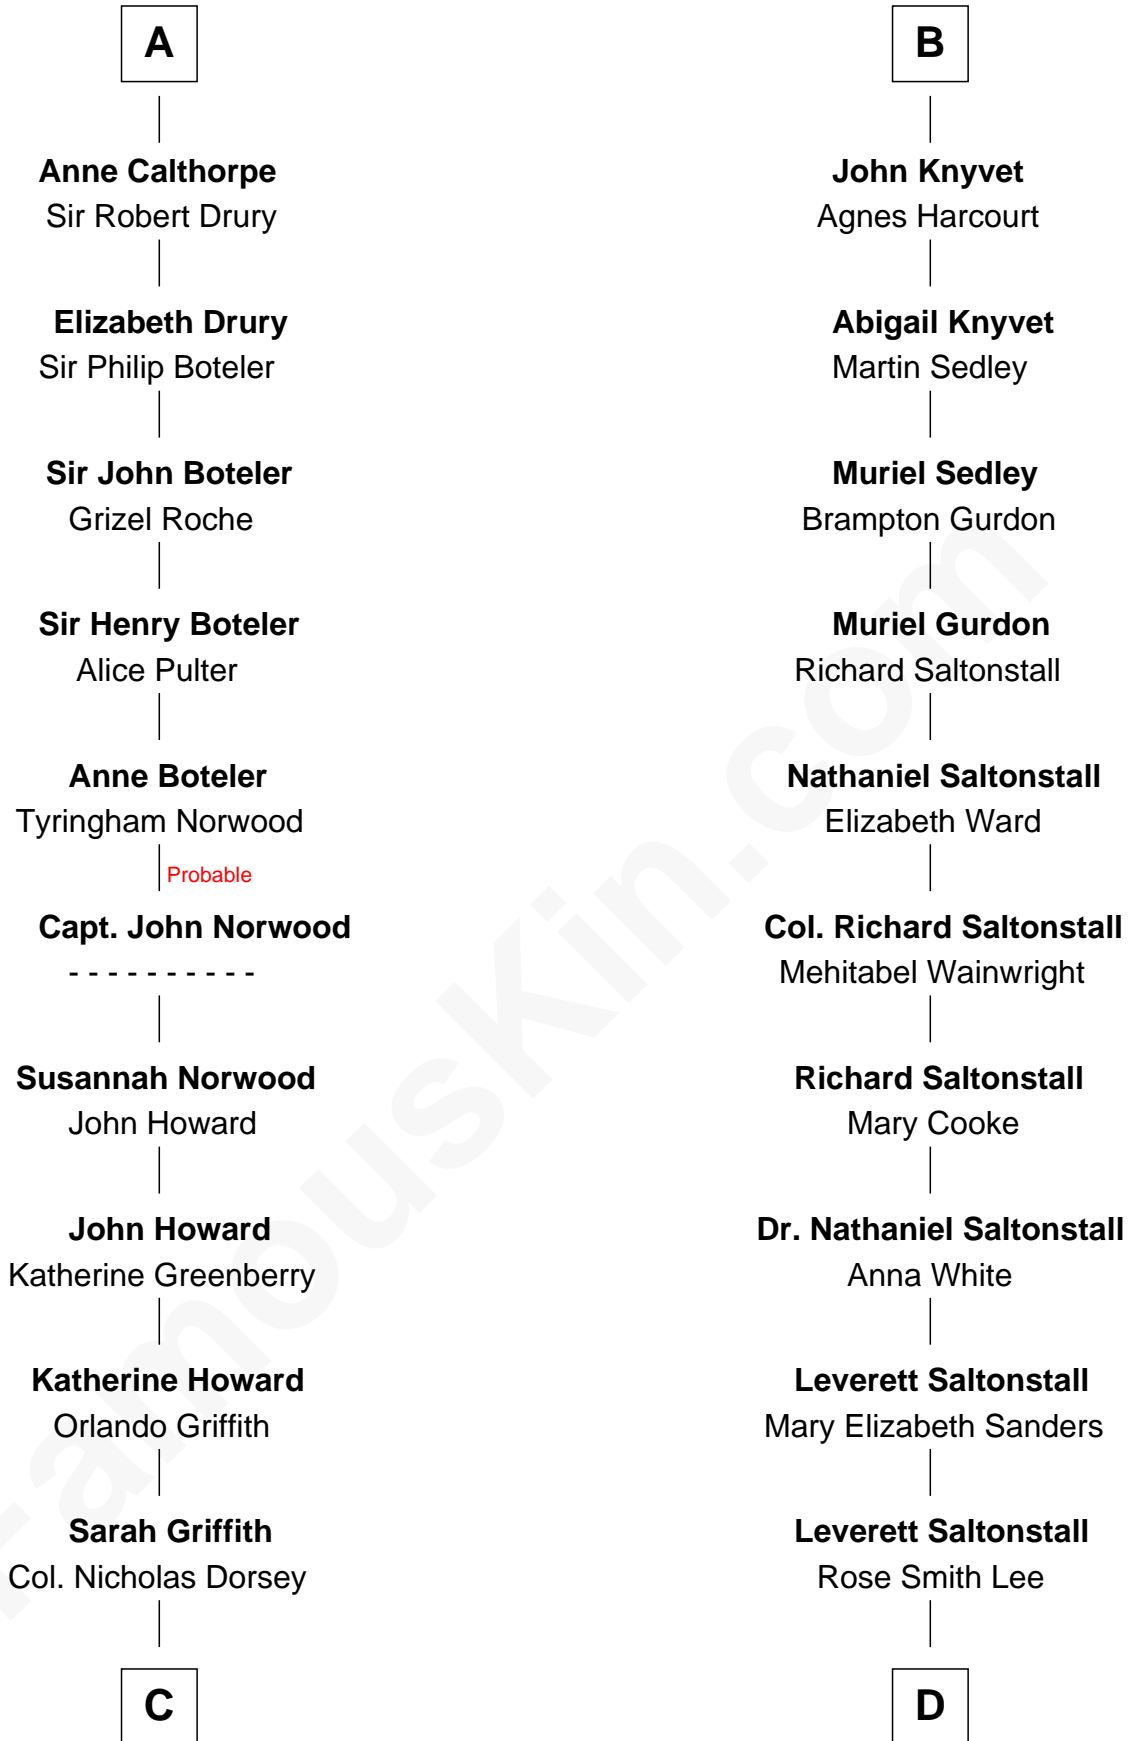 A
Anne Calthorpe
Sir Robert Drury
Elizabeth Drury
Sir Philip Boteler
Sir John Boteler
Grizel Roche
Sir Henry Boteler
Alice Pulter
Anne Boteler
Tyringham Norwood
Probable
Capt. John Norwood
- - - - - - - - - -
Susannah Norwood
John Howard
John Howard
Katherine Greenberry
Katherine Howard
Orlando Griffith
Sarah Griffith
Col. Nicholas Dorsey
C
B
John Knyvet
Agnes Harcourt
Abigail Knyvet
Martin Sedley
Muriel Sedley
Brampton Gurdon
Muriel Gurdon
Richard Saltonstall
Nathaniel Saltonstall
Elizabeth Ward
Col. Richard Saltonstall
Mehitabel Wainwright
Richard Saltonstall
Mary Cooke
Dr. Nathaniel Saltonstall
Anna White
Leverett Saltonstall
Mary Elizabeth Sanders
Leverett Saltonstall
Rose Smith Lee
D
FamousKin.com